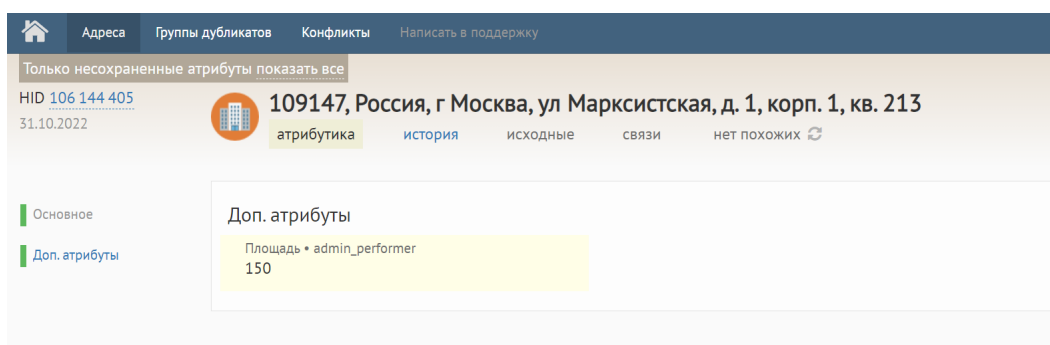 Адреса Группы дубликатов Конфликты Написать в поддержку
Только несохраненные атрибуты показать все
HID 106 144 405
31.10.2022
109147, Россия, г Москва, ул Марксистская, д. 1, корп. 1, кв. 213
атрибутика история исходные связи нет похожих
Основное
Доп. атрибуты
Доп. атрибуты
Площадь • admin_performer
150